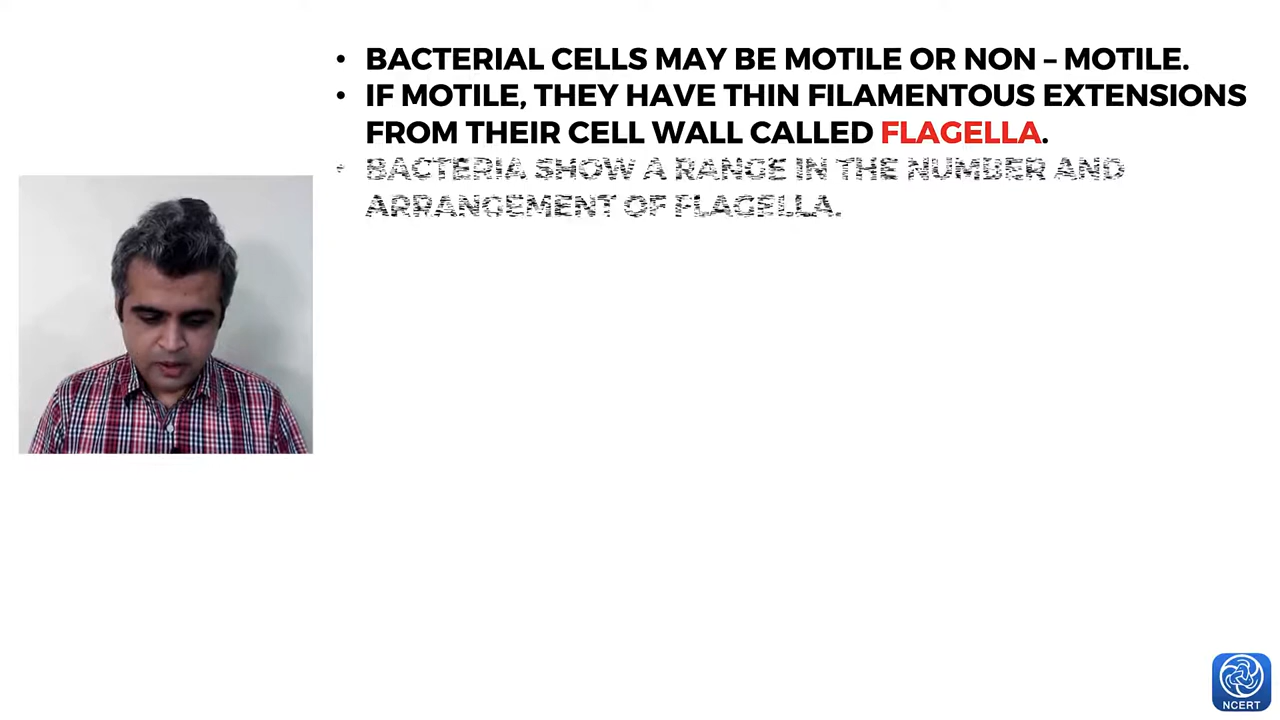 • BACTERIAL CELLS MAY BE MOTILE OR NON – MOTILE.
• IF MOTILE, THEY HAVE THIN FILAMENTOUS EXTENSIONS
FROM THEIR CELL WALL CALLED FLAGELLA.
• BACTERIA SHOW A RANGE IN THE NUMBER AND
ARRANGEMENT OF FLAGELLA.
NCERT